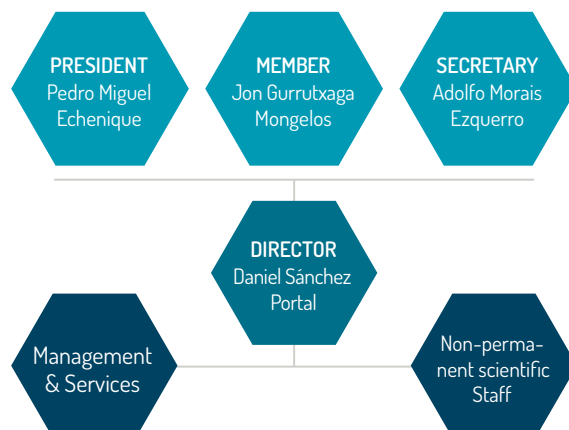 PRESIDENT
Pedro Miguel
Echenique
MEMBER
Jon Gurrutxaga
Mongelos
SECRETARY
Adolfo Morais
Ezquerro
DIRECTOR
Daniel Sánchez
Portal
Management
& Services
Non-perma-
nent scientific
Staff